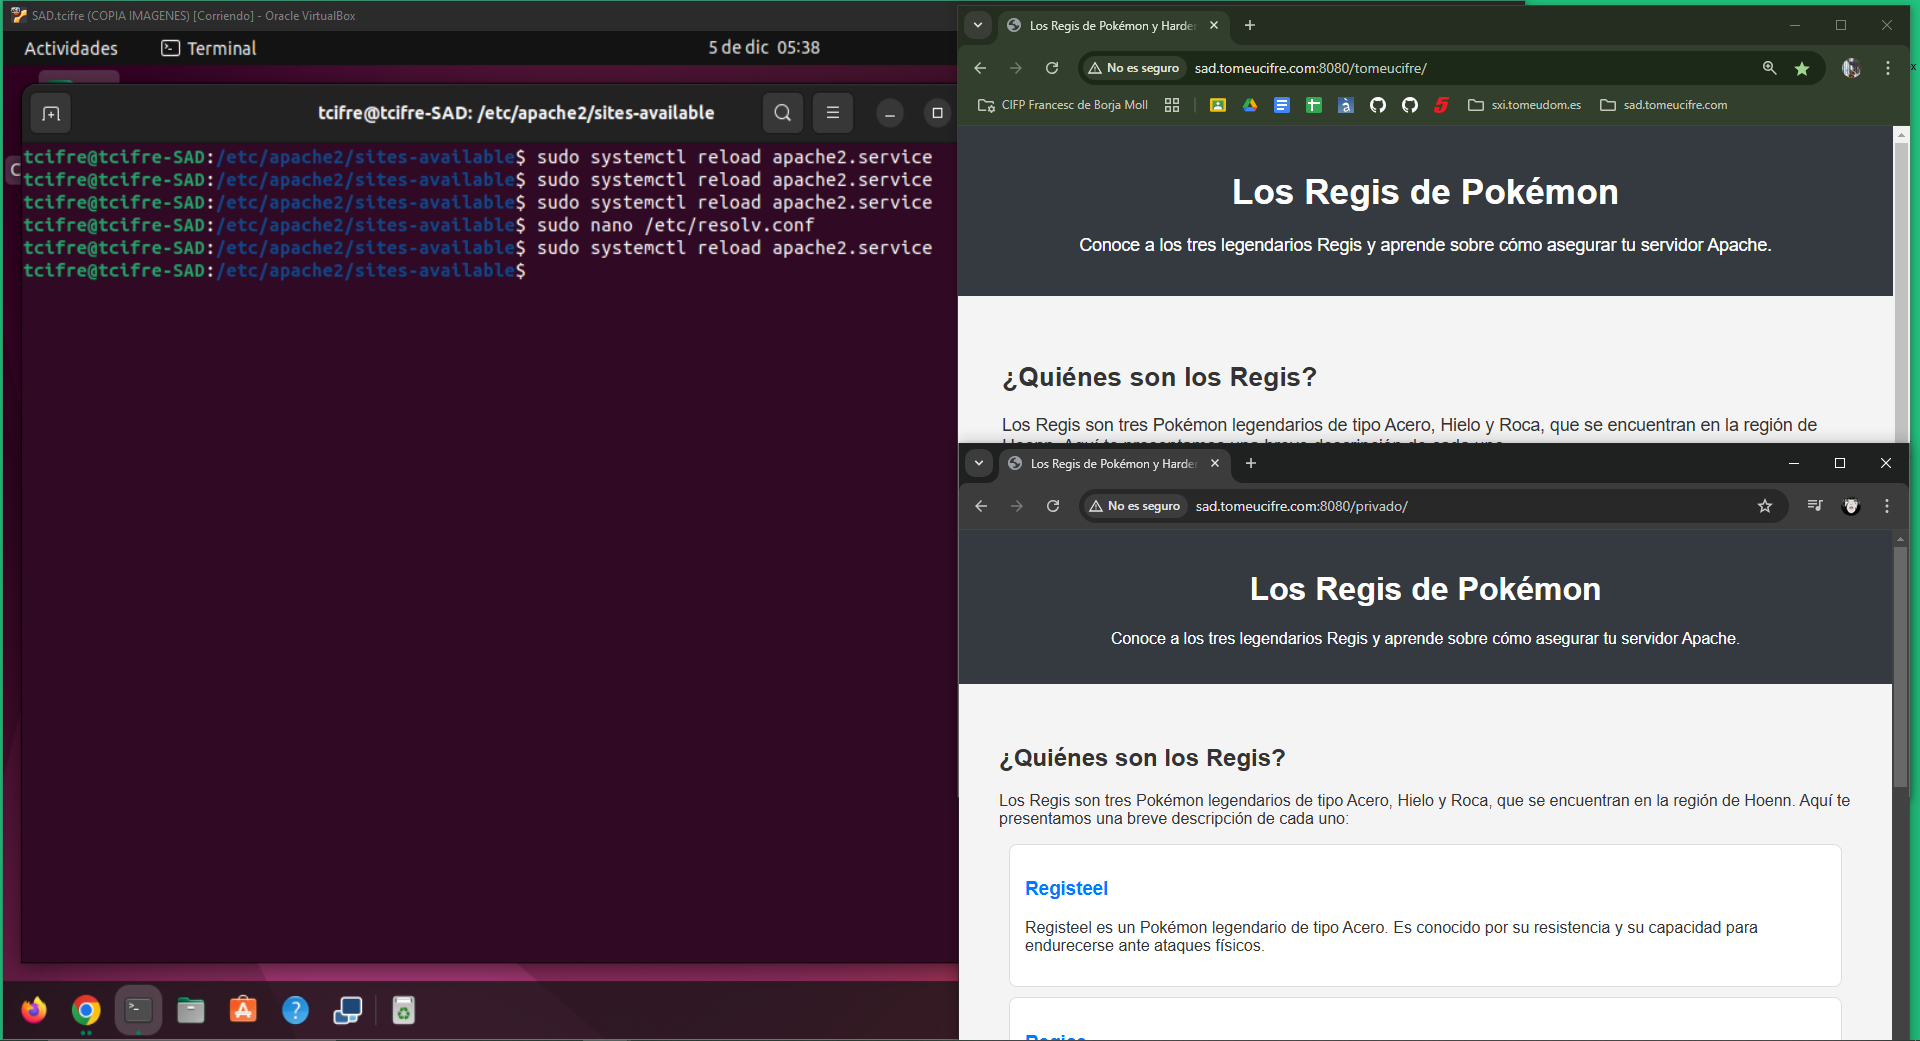 SAD.tcifre (COPIA IMAGENES) [Corriendo] - Oracle VirtualBox
Actividades
Terminal
5 de dic 05:38
tcifre@tcifre-SAD: /etc/apache2/sites-available
tcifre@tcifre-SAD:/etc/apache2/sites-available$ sudo systemctl reload apache2.service
tcifre@tcifre-SAD:/etc/apache2/sites-available$ sudo systemctl reload apache2.service
tcifre@tcifre-SAD:/etc/apache2/sites-available$ sudo systemctl reload apache2.service
tcifre@tcifre-SAD:/etc/apache2/sites-available$ sudo nano /etc/resolv.conf
tcifre@tcifre-SAD:/etc/apache2/sites-available$ sudo systemctl reload apache2.service
tcifre@tcifre-SAD:/etc/apache2/sites-available$
Los Regis de Pokémon y Harde
No es seguro
sad.tomeucifre.com:8080/tomeucifre/
CIFP Francesc de Borja Moll
sxi.tomeudom.es
sad.tomeucifre.com
Los Regis de Pokémon
Conoce a los tres legendarios Regis y aprende sobre cómo asegurar tu servidor Apache.
¿Quiénes son los Regis?
Los Regis son tres Pokémon legendarios de tipo Acero, Hielo y Roca, que se encuentran en la región de
Hoenn. Aquí te presentamos una breve descripción de cada uno:
Los Regis de Pokémon y Harde
No es seguro
sad.tomeucifre.com:8080/privado/
Los Regis de Pokémon
Conoce a los tres legendarios Regis y aprende sobre cómo asegurar tu servidor Apache.
¿Quiénes son los Regis?
Los Regis son tres Pokémon legendarios de tipo Acero, Hielo y Roca, que se encuentran en la región de Hoenn. Aquí te
presentamos una breve descripción de cada uno:
Registeel
Registeel es un Pokémon legendario de tipo Acero. Es conocido por su resistencia y su capacidad para
endurecerse ante ataques físicos.
Regice